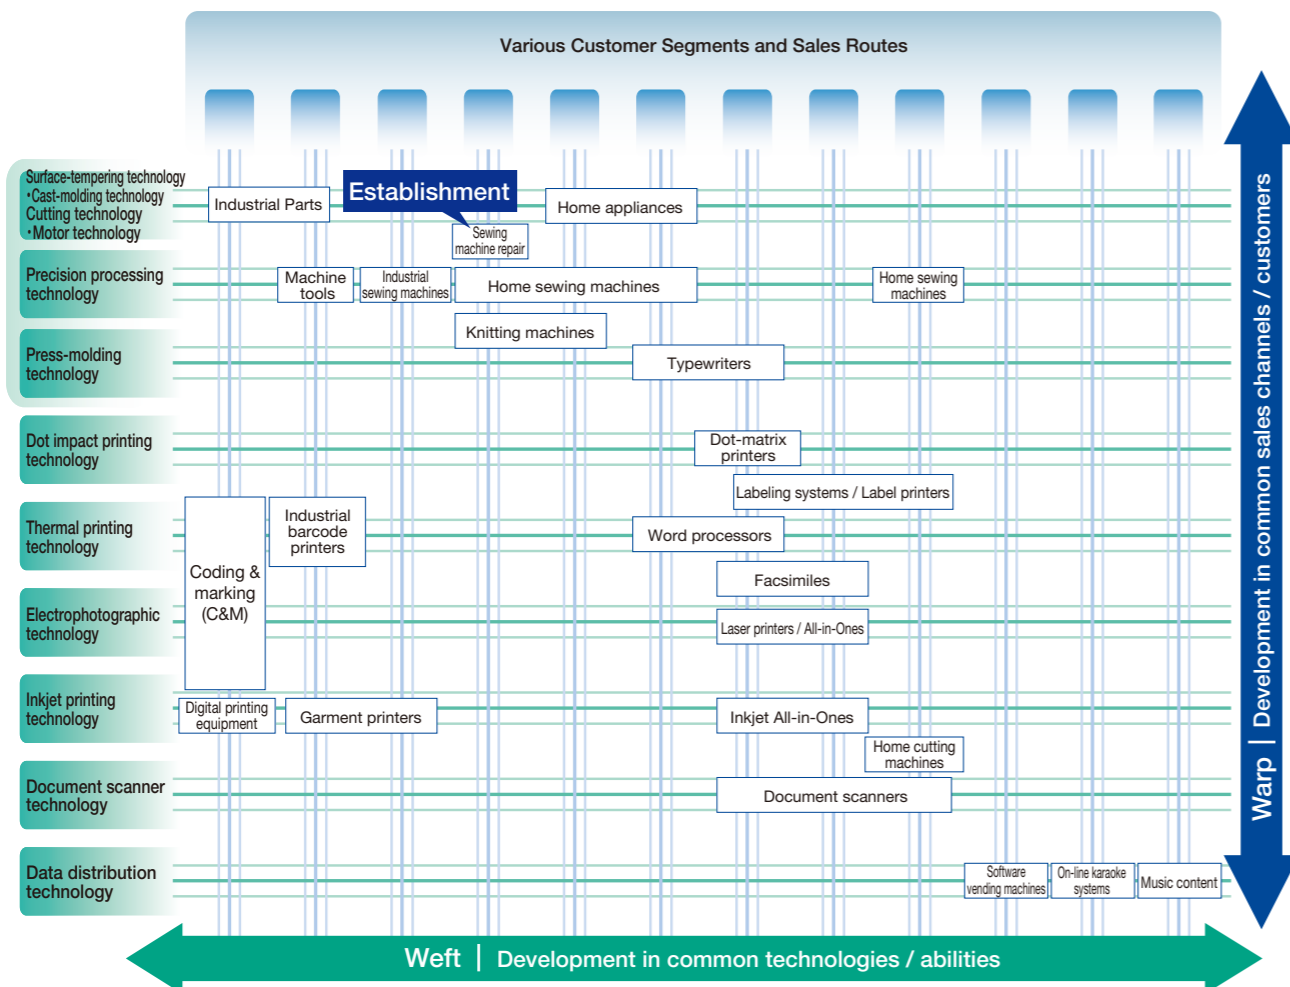 Various Customer Segments and Sales Routes
Surface-tempering technology
・Cast-molding technology
Cutting technology
・Motor technology
Industrial Parts
Establishment
Home appliances
Sewing
machine repair
Precision processing
technology
Machine
tools
Industrial
sewing machines
Home sewing machines
Home sewing
machines
Knitting machines
Press-molding
technology
Typewriters
Dot impact printing
technology
Dot-matrix
printers
Labeling systems / Label printers
Thermal printing
technology
Coding &
marking
(C&M)
Industrial
barcode
printers
Word processors
Facsimiles
Electrophotographic
technology
Laser printers / All-in-Ones
Inkjet printing
technology
Digital printing
equipment
Garment printers
Inkjet All-in-Ones
Home cutting
machines
Document scanner
technology
Document scanners
Data distribution
technology
Software
vending machines
On-line karaoke
systems
Music content
Weft | Development in common technologies / abilities
Warp | Development in common sales channels / customers